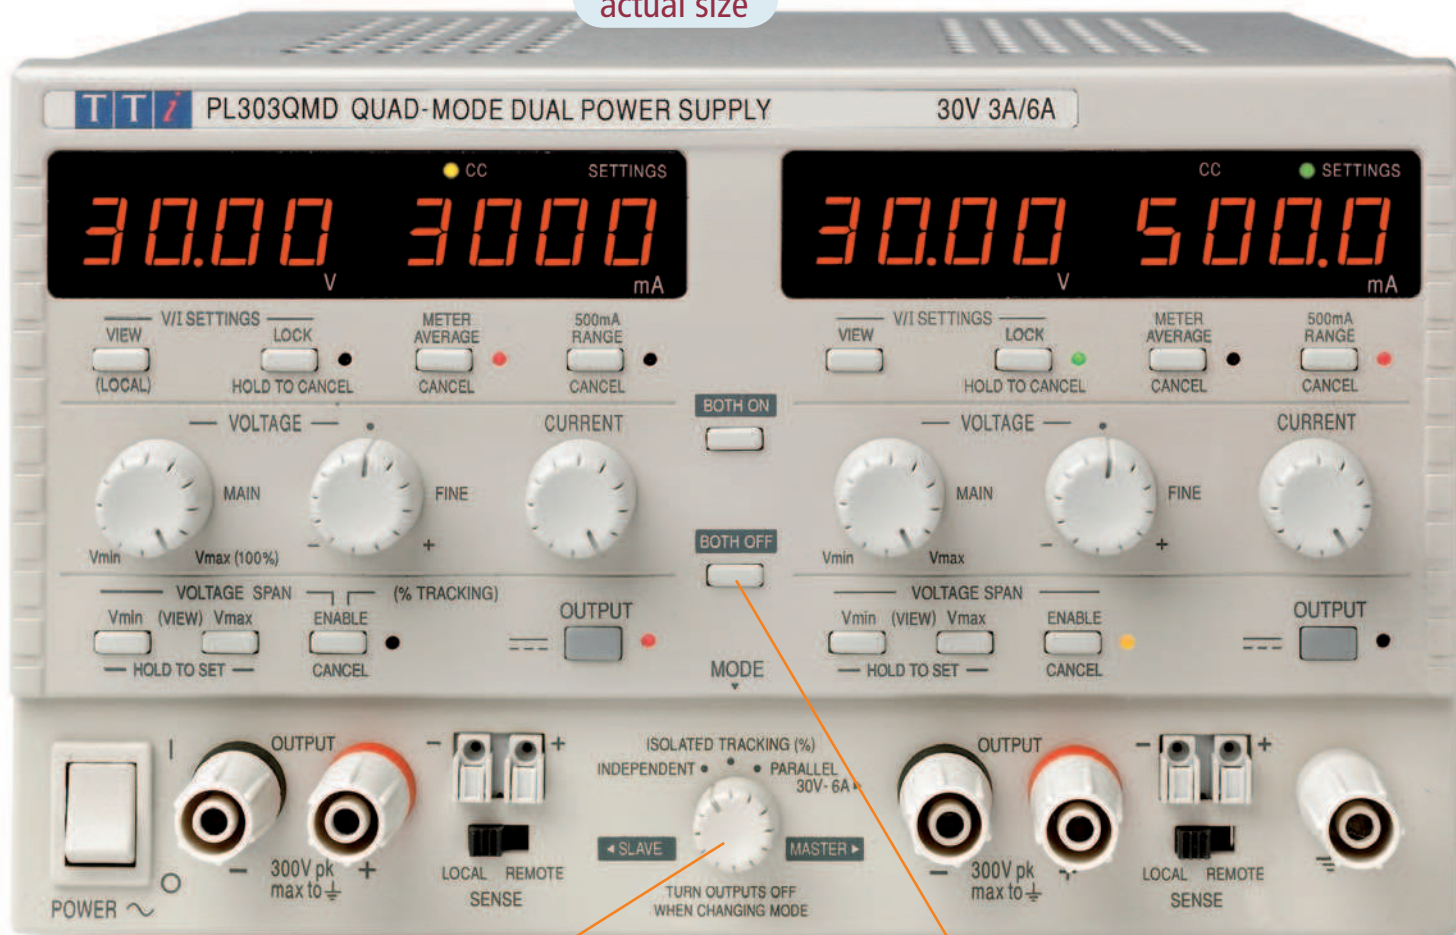 actual size
TTi PL303QMD QUAD-MODE DUAL POWER SUPPLY 30V 3A/6A
CC SETTINGS
30.00 V 3000 mA
CC SETTINGS
30.00 V 500.0 mA
V/I SETTINGS
VIEW
(LOCAL)
LOCK
HOLD TO CANCEL
METER
AVERAGE
CANCEL
500mA
RANGE
CANCEL
V/I SETTINGS
VIEW
LOCK
HOLD TO CANCEL
METER
AVERAGE
CANCEL
500mA
RANGE
CANCEL
VOLTAGE
MAIN
Vmin Vmax (100%)
FINE
- +
CURRENT
BOTH ON
BOTH OFF
VOLTAGE
MAIN
Vmin Vmax
FINE
- +
CURRENT
VOLTAGE SPAN (% TRACKING)
Vmin (VIEW) Vmax
HOLD TO SET
ENABLE
CANCEL
OUTPUT
MODE
VOLTAGE SPAN
Vmin (VIEW) Vmax
HOLD TO SET
ENABLE
CANCEL
OUTPUT
I
O
POWER
OUTPUT
- +
300V pk
max to
- +
LOCAL REMOTE
SENSE
ISOLATED TRACKING (%)
INDEPENDENT PARALLEL
30V-6A
SLAVE MASTER
TURN OUTPUTS OFF
WHEN CHANGING MODE
OUTPUT
- +
300V pk
max to
- +
LOCAL REMOTE
SENSE